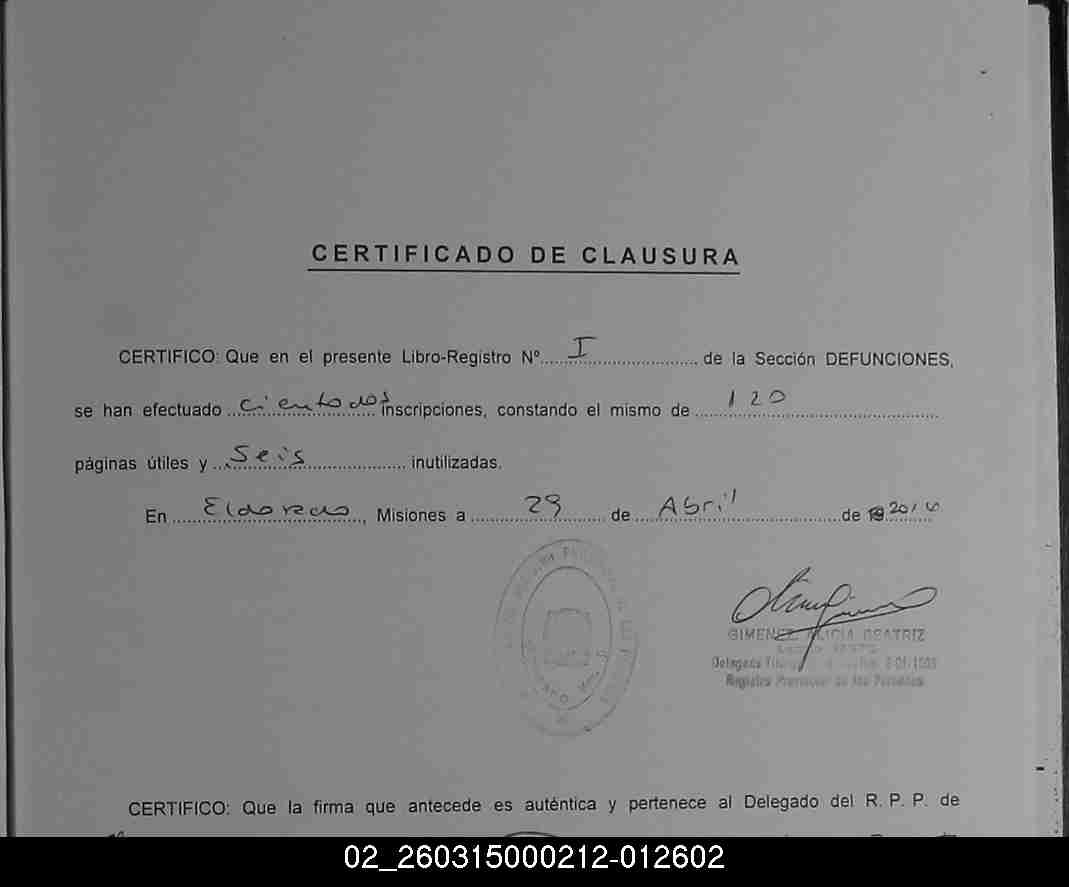 CERTIFICADO DE CLAUSURA
CERTIFICO: Que en el presente Libro-Registro Nº I de la Sección DEFUNCIONES,
se han efectuado ciento dos inscripciones, constando el mismo de 120
páginas útiles y Seis inutilizadas.
En Eldorado, Misiones a 29 de Abril de 19
GIMENEZ ALICIA BEATRIZ
Registro Provincial de las Personas
CERTIFICO: Que la firma que antecede es auténtica y pertenece al Delegado del R. P. P. de
02_260315000212-012602